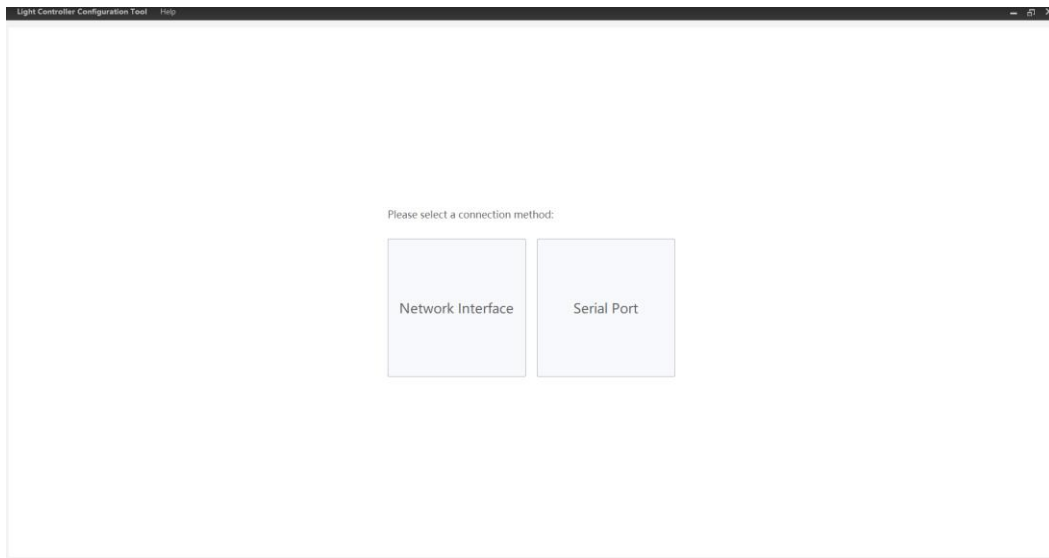 Light Controller Configuration Tool Help
Please select a connection method:
Network Interface Serial Port